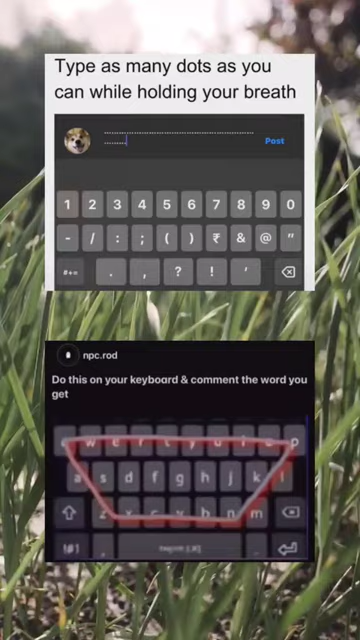 Type as many dots as you
can while holding your breath
......................................................................
.........
Post
1 2 3 4 5 6 7 8 9 0
- / : ; ( ) ₹ & @ "
#+= . , ? ! '
npc.rod
Do this on your keyboard & comment the word you
get
w e r t y u i o p
a s d f g h j k l
z x c v b n m
!#1 , .